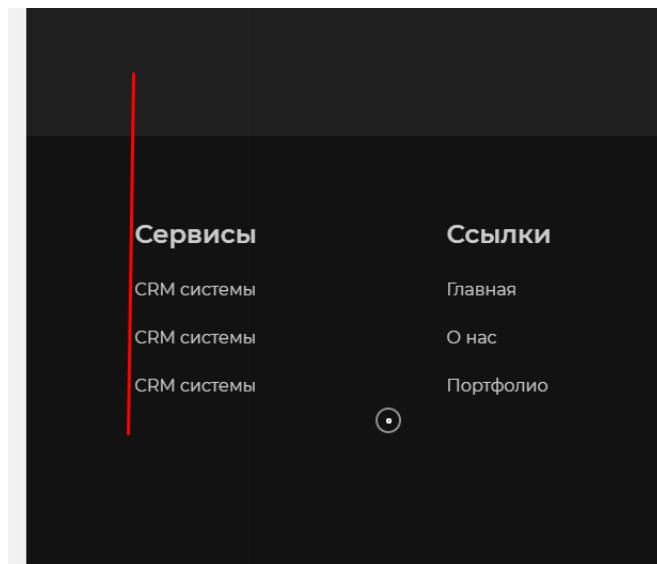 Сервисы
CRM системы
CRM системы
CRM системы
Ссылки
Главная
О нас
Портфолио